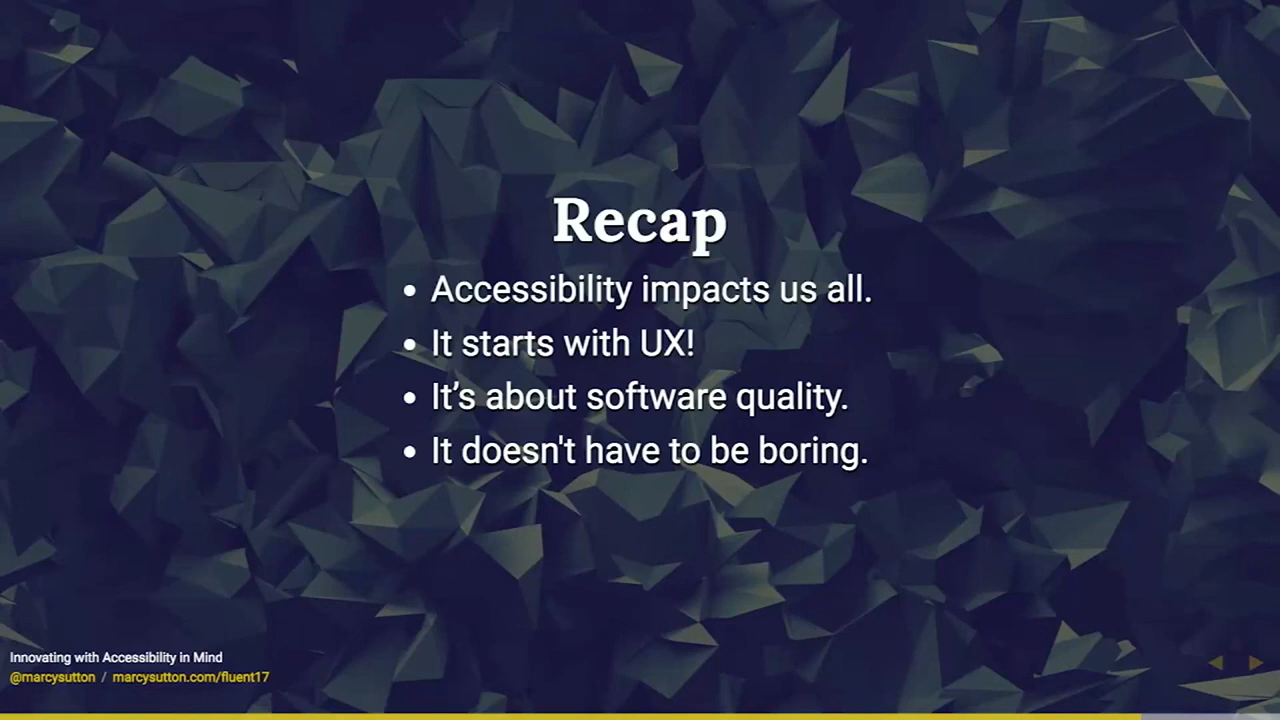 Recap
• Accessibility impacts us all.
• It starts with UX!
• It’s about software quality.
• It doesn't have to be boring.
Innovating with Accessibility in Mind
@marcysutton / marcysutton.com/fluent17